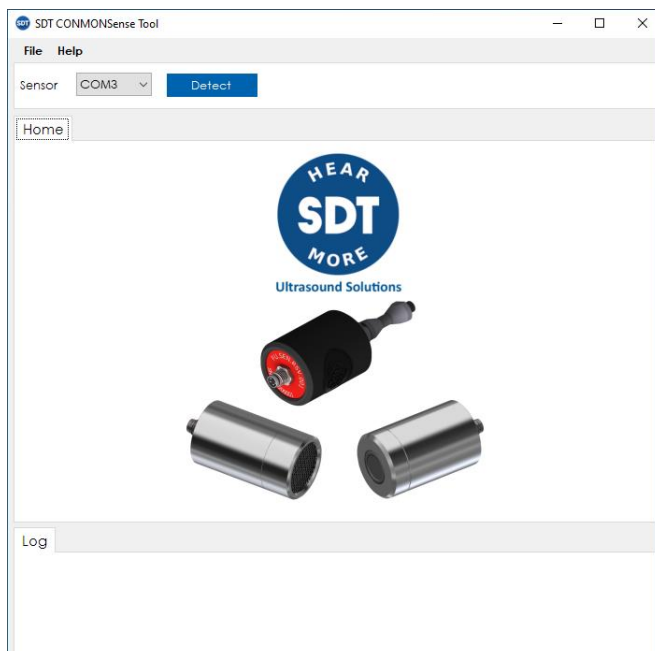 SDT CONMONSense Tool
File Help
Sensor COM3 Detect
Home
HEAR
SDT
MORE
Ultrasound Solutions
Log